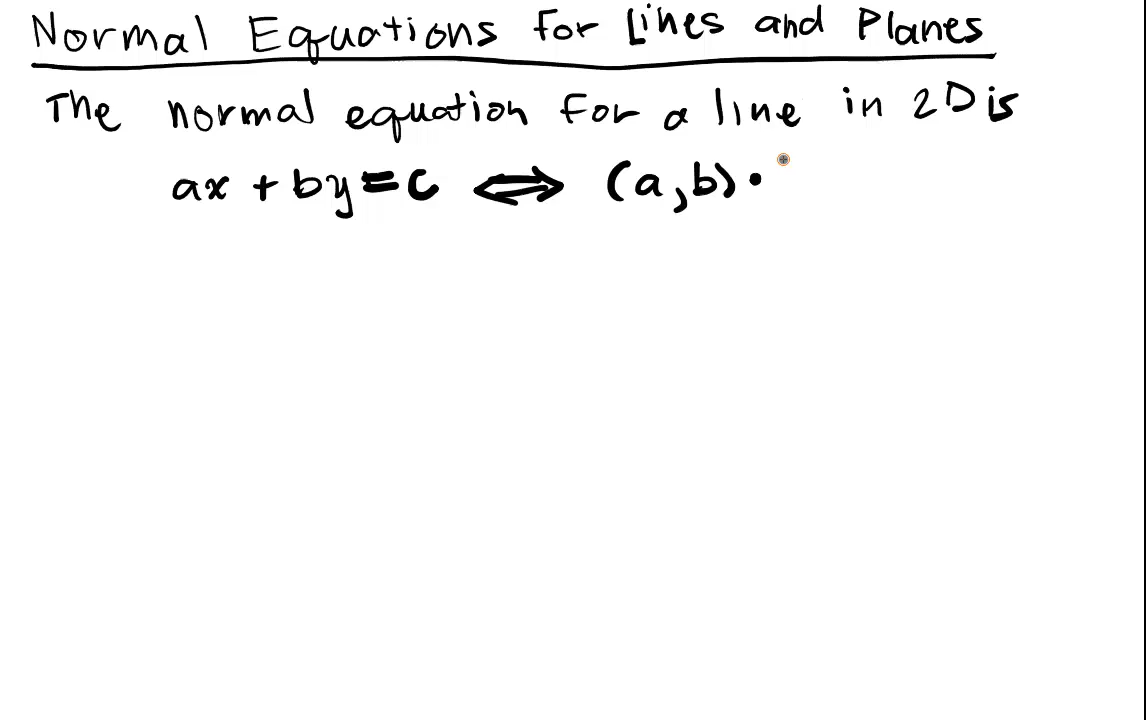 Normal Equations for Lines and Planes
The normal equation for a line in 2D is
ax + by = c ⟺ (a,b) •